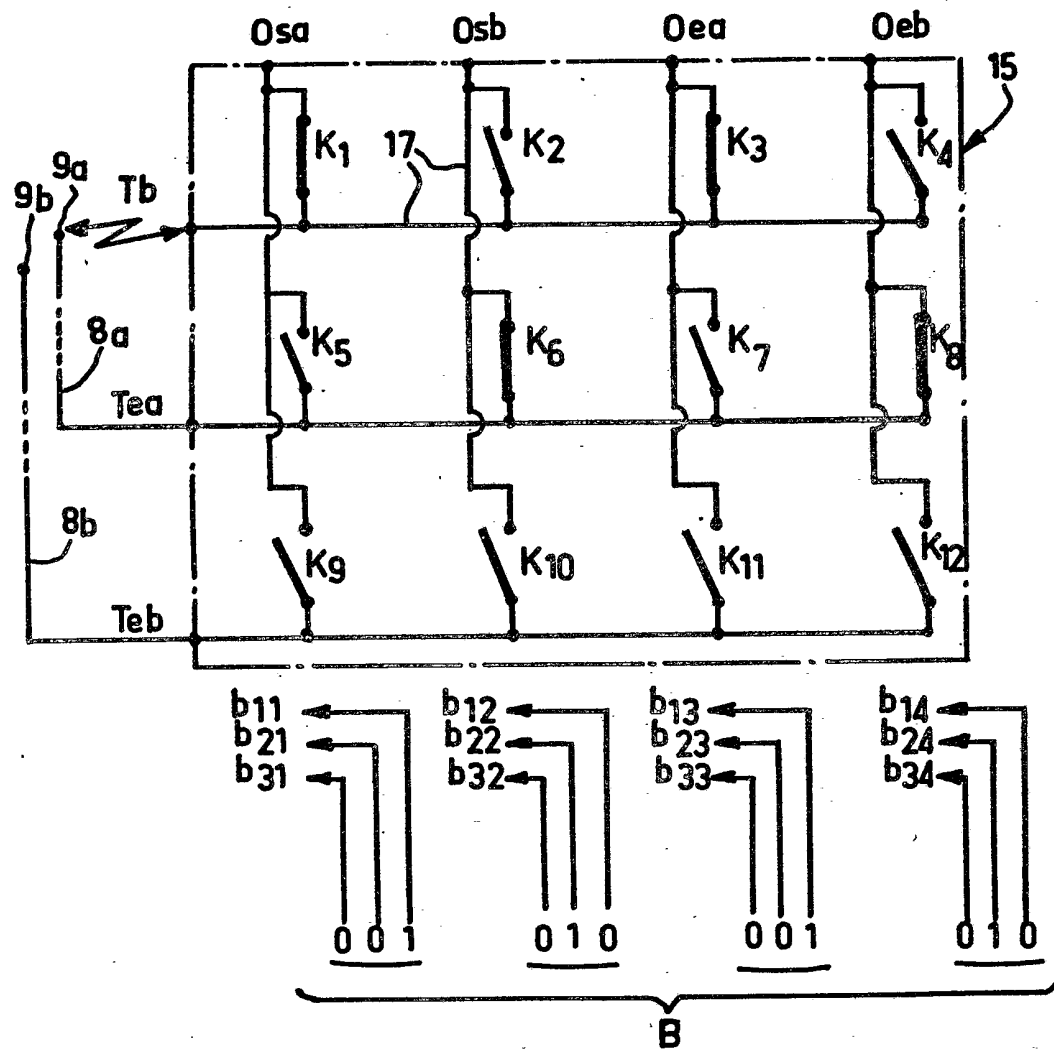 Osa Osb Oea Oeb
15
K1 17 K2 K3 K4
9a
9b Tb
8a K5 K6 K7 K8
Tea
8b K9 K10 K11 K12
Teb
b11 b12 b13 b14
b21 b22 b23 b24
b31 b32 b33 b34
0 0 1 0 1 0 0 0 1 0 1 0
B